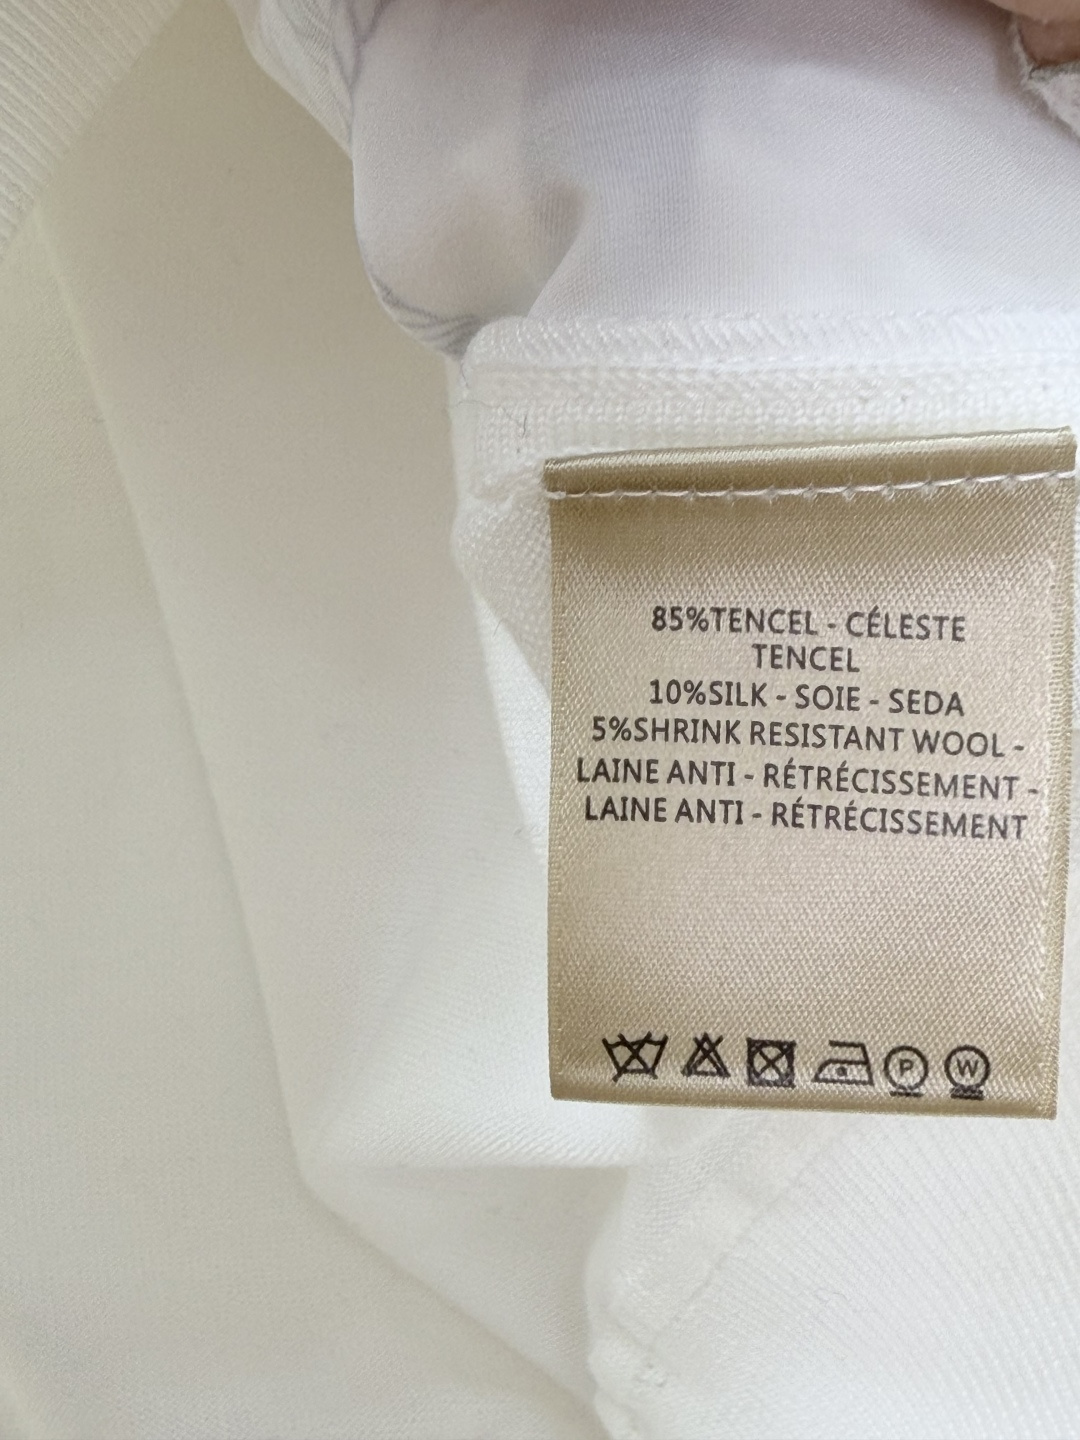 85%TENCEL - CÉLESTE
TENCEL
10%SILK - SOIE - SEDA
5%SHRINK RESISTANT WOOL -
LAINE ANTI - RÉTRÉCISSEMENT -
LAINE ANTI - RÉTRÉCISSEMENT
P W